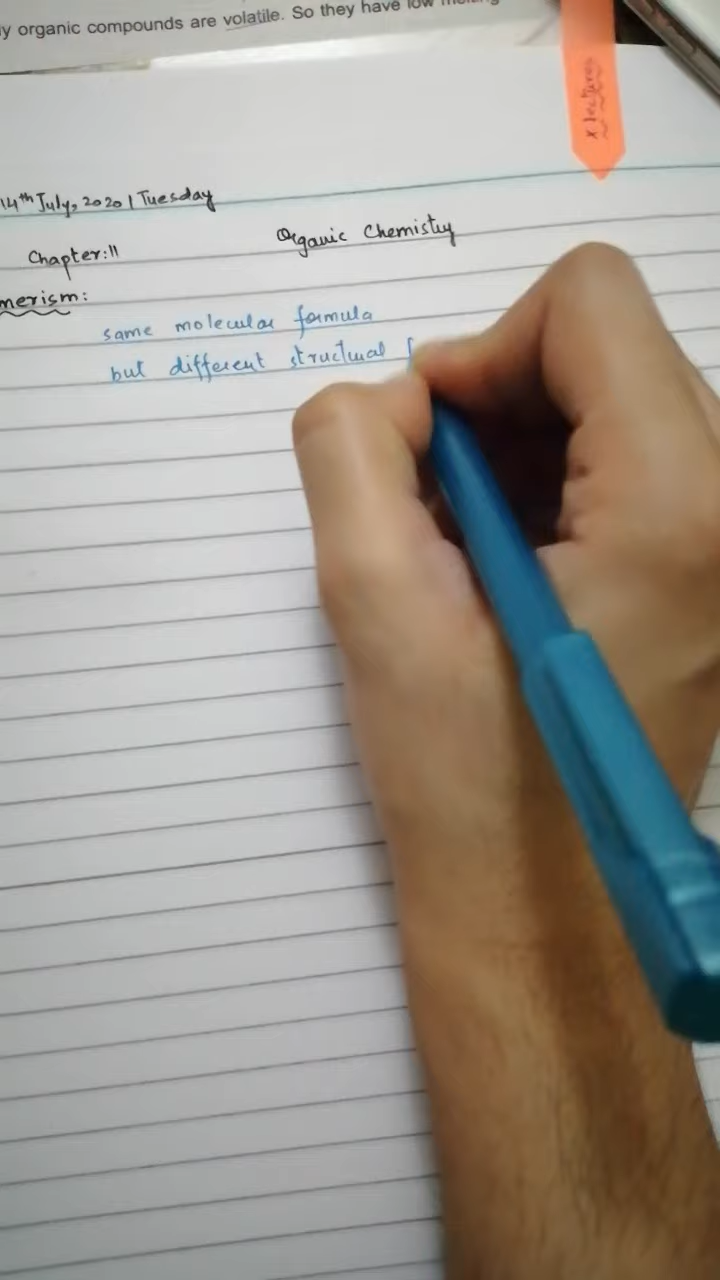 y organic compounds are volatile. So they have low
x lectures
14th July, 2020 | Tuesday
Chapter:11 Organic Chemistry
merism:
same molecular formula
but different structural f